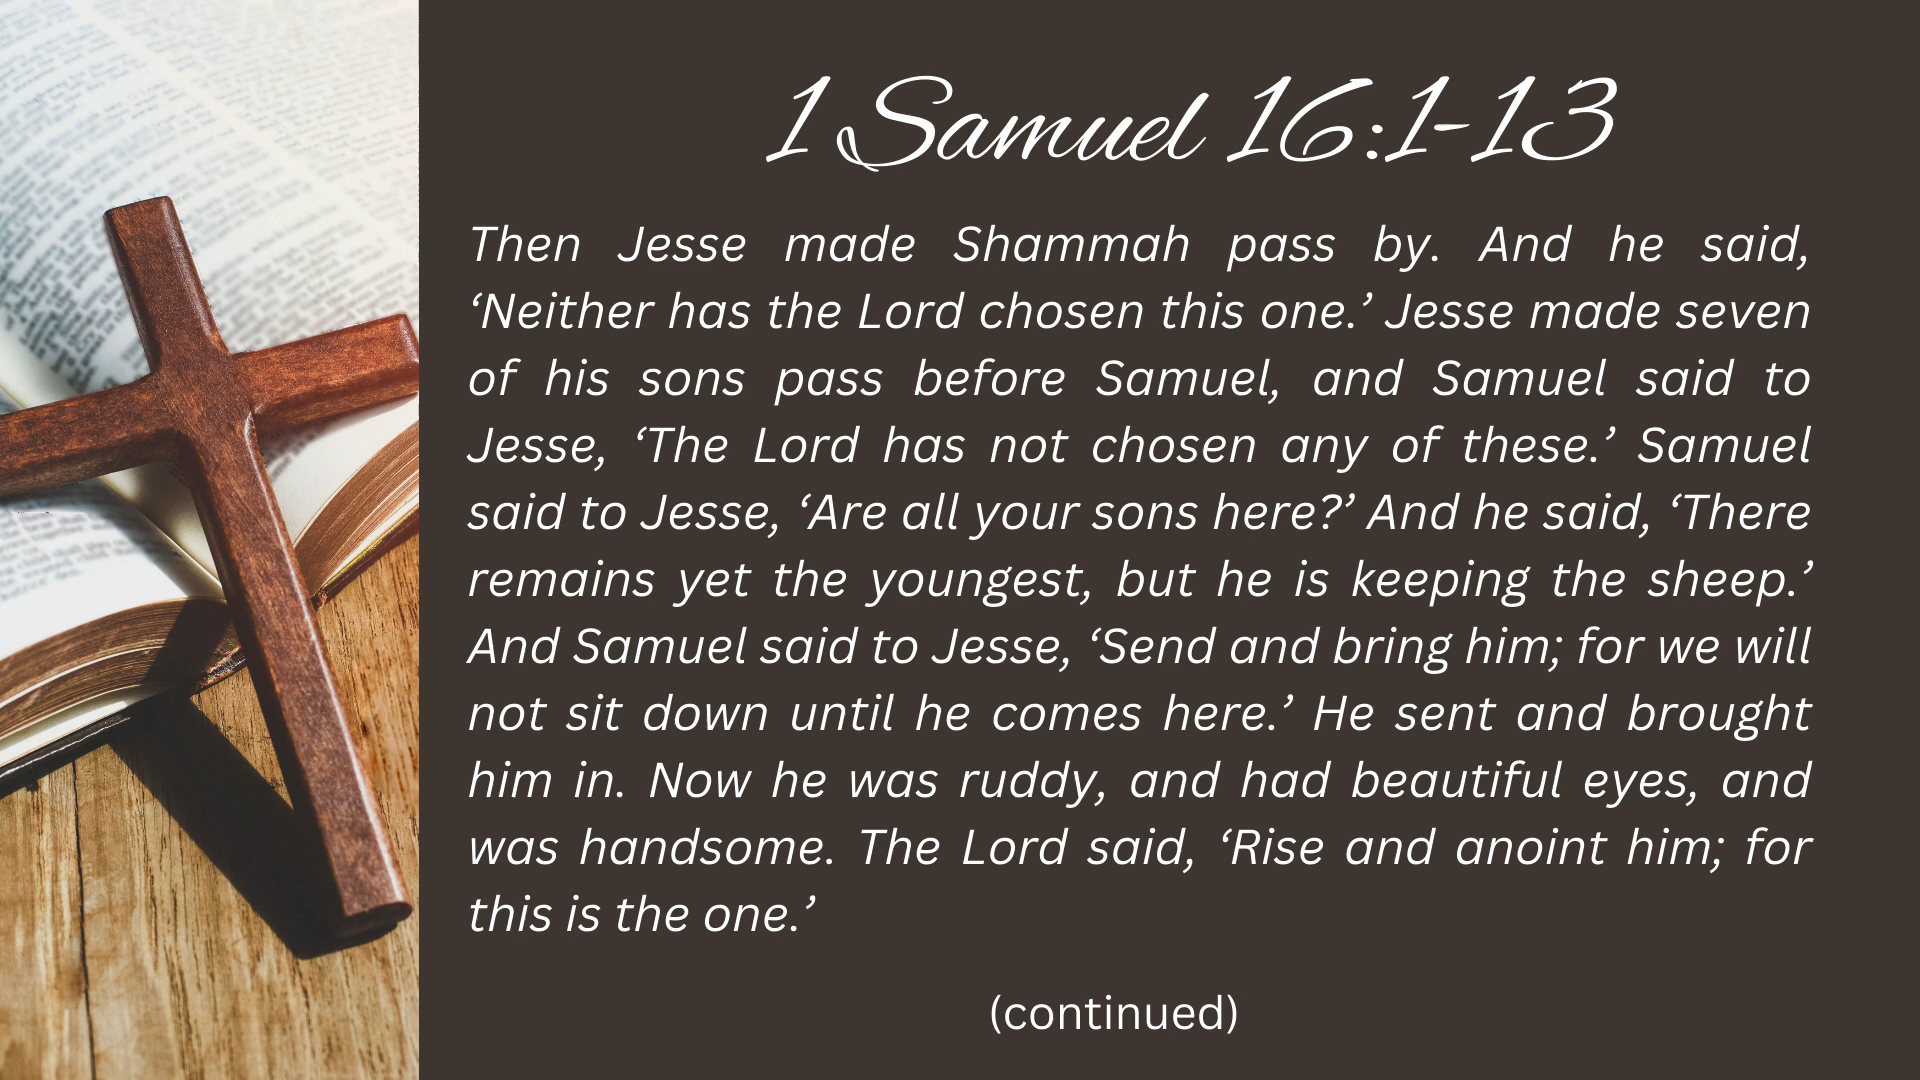 1 Samuel 16:1-13
Then Jesse made Shammah pass by. And he said,
‘Neither has the Lord chosen this one.’ Jesse made seven
of his sons pass before Samuel, and Samuel said to
Jesse, ‘The Lord has not chosen any of these.’ Samuel
said to Jesse, ‘Are all your sons here?’ And he said, ‘There
remains yet the youngest, but he is keeping the sheep.’
And Samuel said to Jesse, ‘Send and bring him; for we will
not sit down until he comes here.’ He sent and brought
him in. Now he was ruddy, and had beautiful eyes, and
was handsome. The Lord said, ‘Rise and anoint him; for
this is the one.’
(continued)